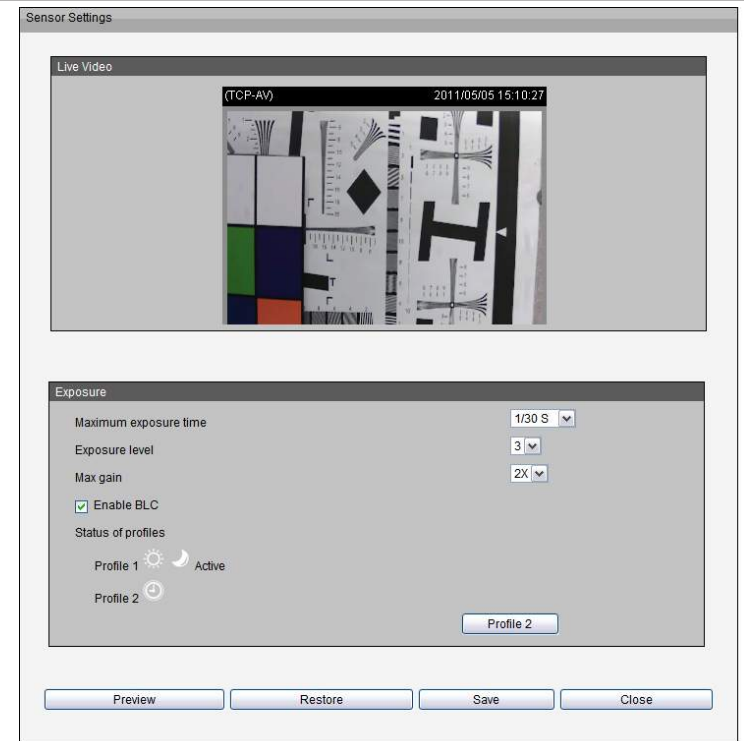 Sensor Settings
Live Video
(TCP-AV) 2011/05/05 15:10:27
L
L
T
Exposure
Maximum exposure time 1/30 S
Exposure level 3
Max gain 2X
Enable BLC
Status of profiles
Profile 1 Active
Profile 2
Profile 2
Preview Restore Save Close